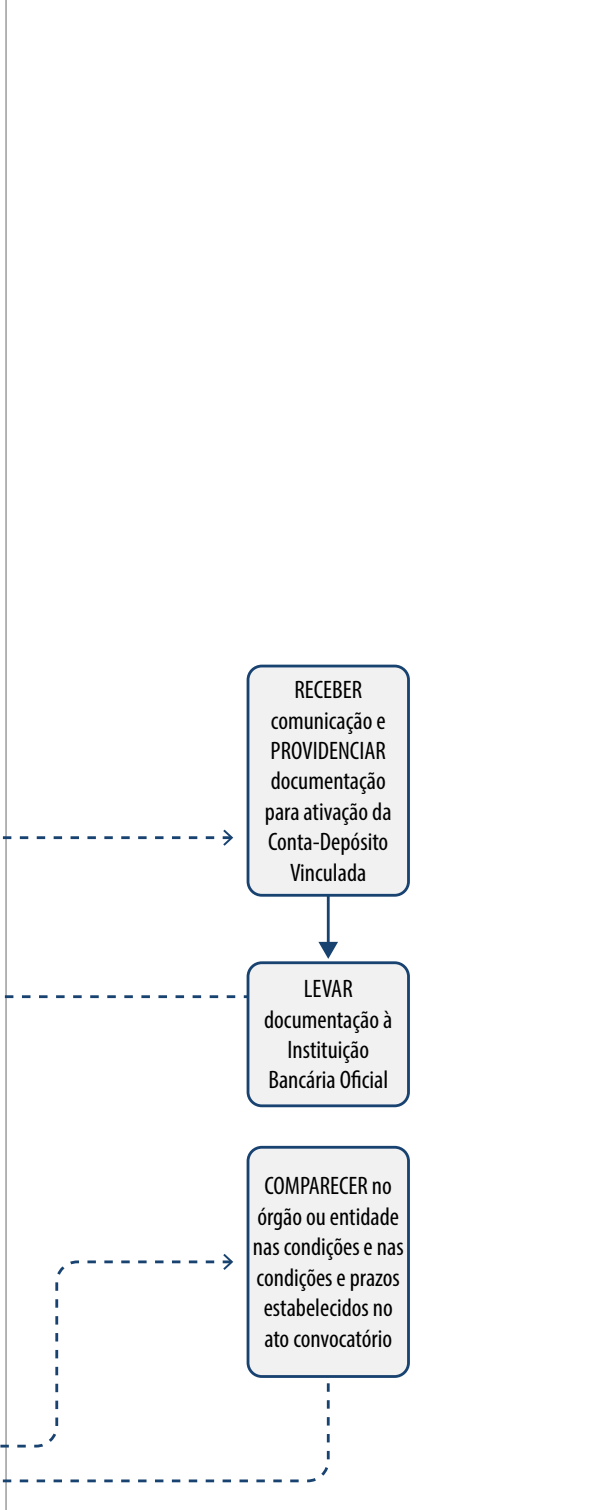 RECEBER
comunicação e
PROVIDENCIAR
documentação
para ativação da
Conta-Depósito
Vinculada
LEVAR
documentação à
Instituição
Bancária Oficial
COMPARECER no
órgão ou entidade
nas condições e nas
condições e prazos
estabelecidos no
ato convocatório